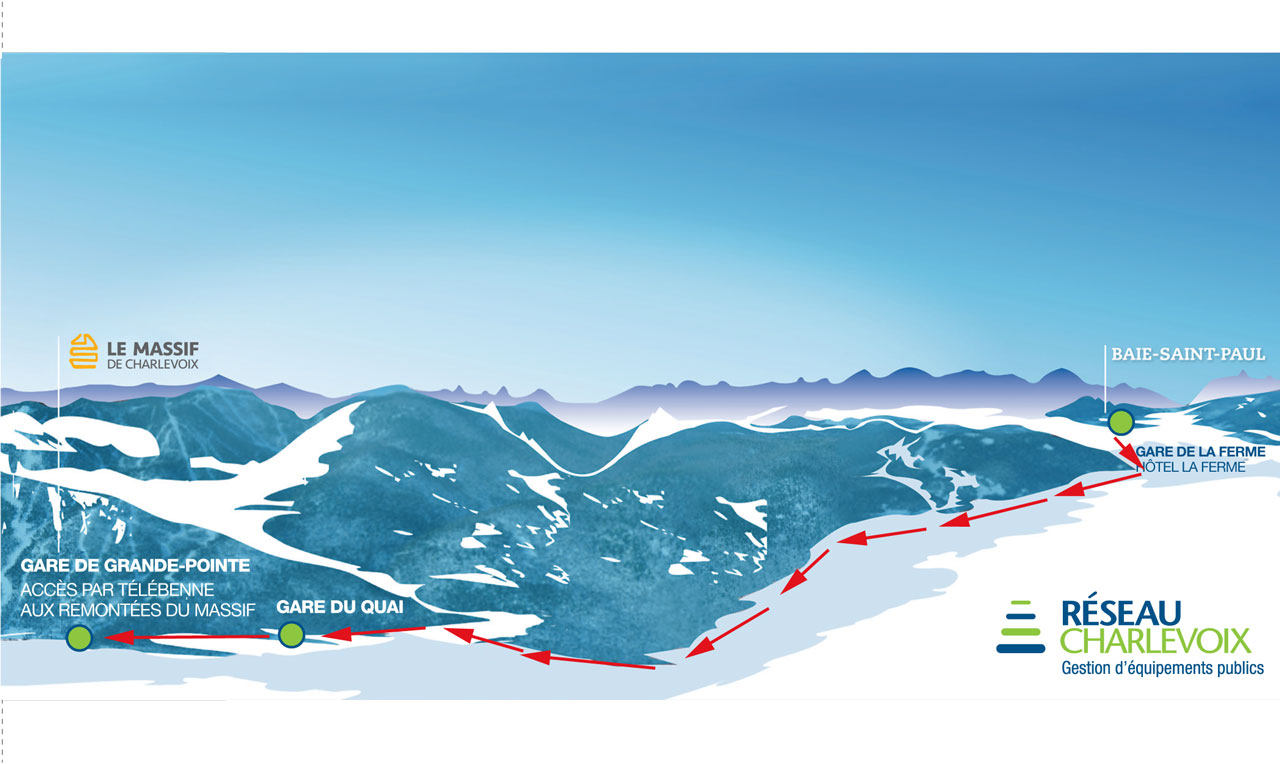 LE MASSIF
DE CHARLEVOIX
BAIE-SAINT-PAUL
GARE DE LA FERME
HÔTEL LA FERME
GARE DE GRANDE-POINTE
ACCÈS PAR TÉLÉBENNE
AUX REMONTÉES DU MASSIF
GARE DU QUAI
RÉSEAU
CHARLEVOIX
Gestion d'équipements publics